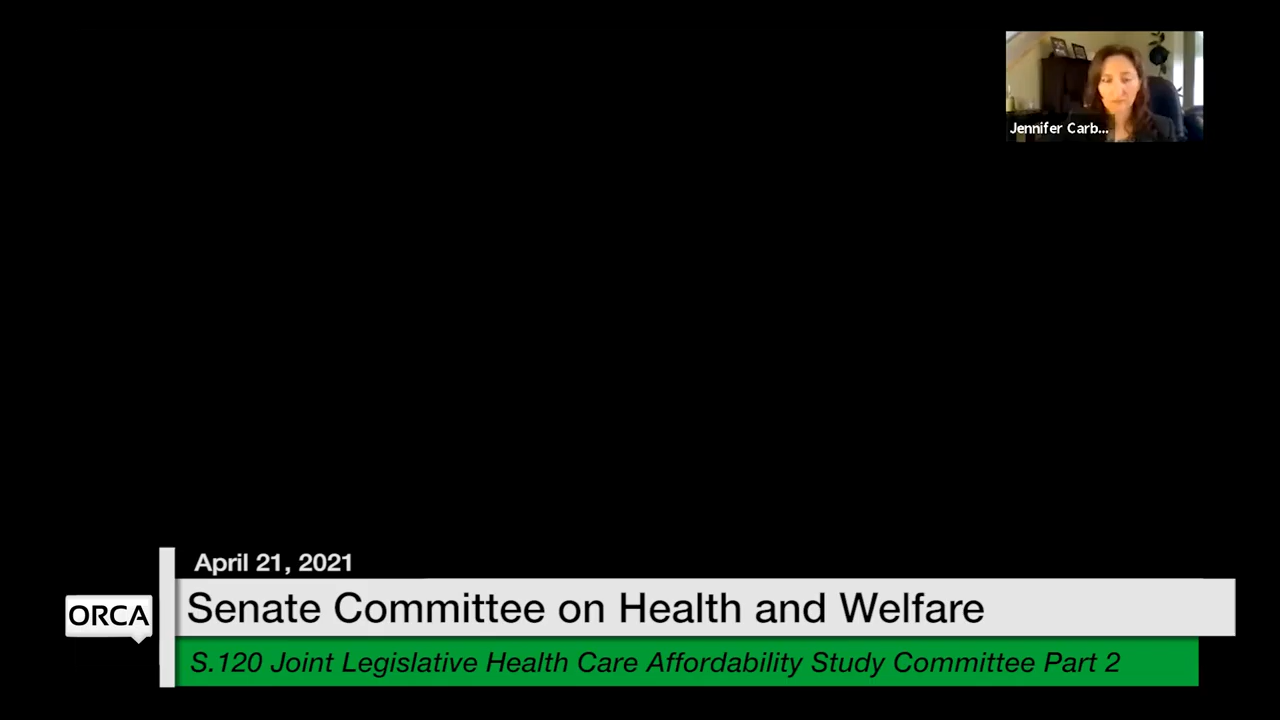 Jennifer Carb...
April 21, 2021
Senate Committee on Health and Welfare
ORCA
S.120 Joint Legislative Health Care Affordability Study Committee Part 2